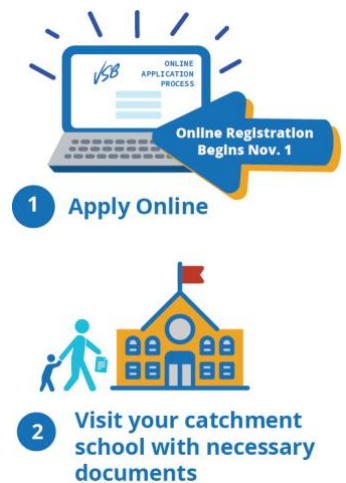 VSB
ONLINE
APPLICATION
PROCESS
Online Registration
Begins Nov. 1
1 Apply Online
2 Visit your catchment
school with necessary
documents